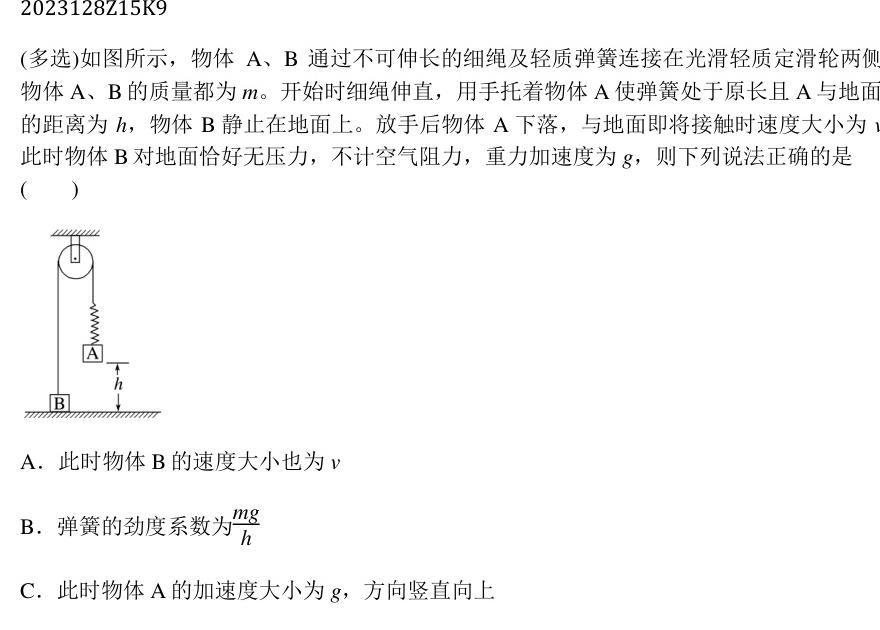 2023128Z15K9
(多选)如图所示，物体 A、B 通过不可伸长的细绳及轻质弹簧连接在光滑轻质定滑轮两侧
物体 A、B 的质量都为 m。开始时细绳伸直，用手托着物体 A 使弹簧处于原长且 A 与地面
的距离为 h，物体 B 静止在地面上。放手后物体 A 下落，与地面即将接触时速度大小为 v
此时物体 B 对地面恰好无压力，不计空气阻力，重力加速度为 g，则下列说法正确的是
(　　)
A
h
B
A．此时物体 B 的速度大小也为 v
B．弹簧的劲度系数为mg/h
C．此时物体 A 的加速度大小为 g，方向竖直向上